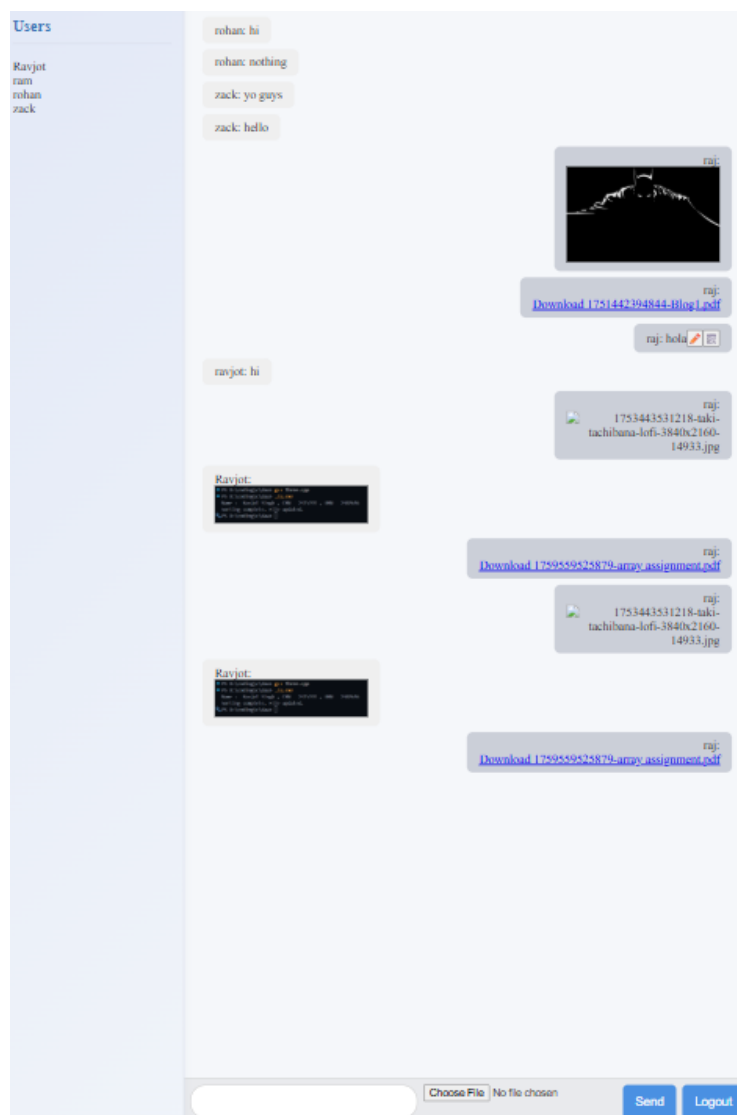 Users
Ravjot
ram
rohan
zack
rohan: hi
rohan: nothing
zack: yo guys
zack: hello
raj:
raj:
Download 1751442394844-Blog1.pdf
raj: hola
ravjot: hi
raj:
1753443531218-taki-
tachibana-lofi-3840x2160-
14933.jpg
Ravjot:
raj:
Download 1759559525879-array assignment.pdf
raj:
1753443531218-taki-
tachibana-lofi-3840x2160-
14933.jpg
Ravjot:
raj:
Download 1759559525879-array assignment.pdf
Choose File No file chosen
Send
Logout